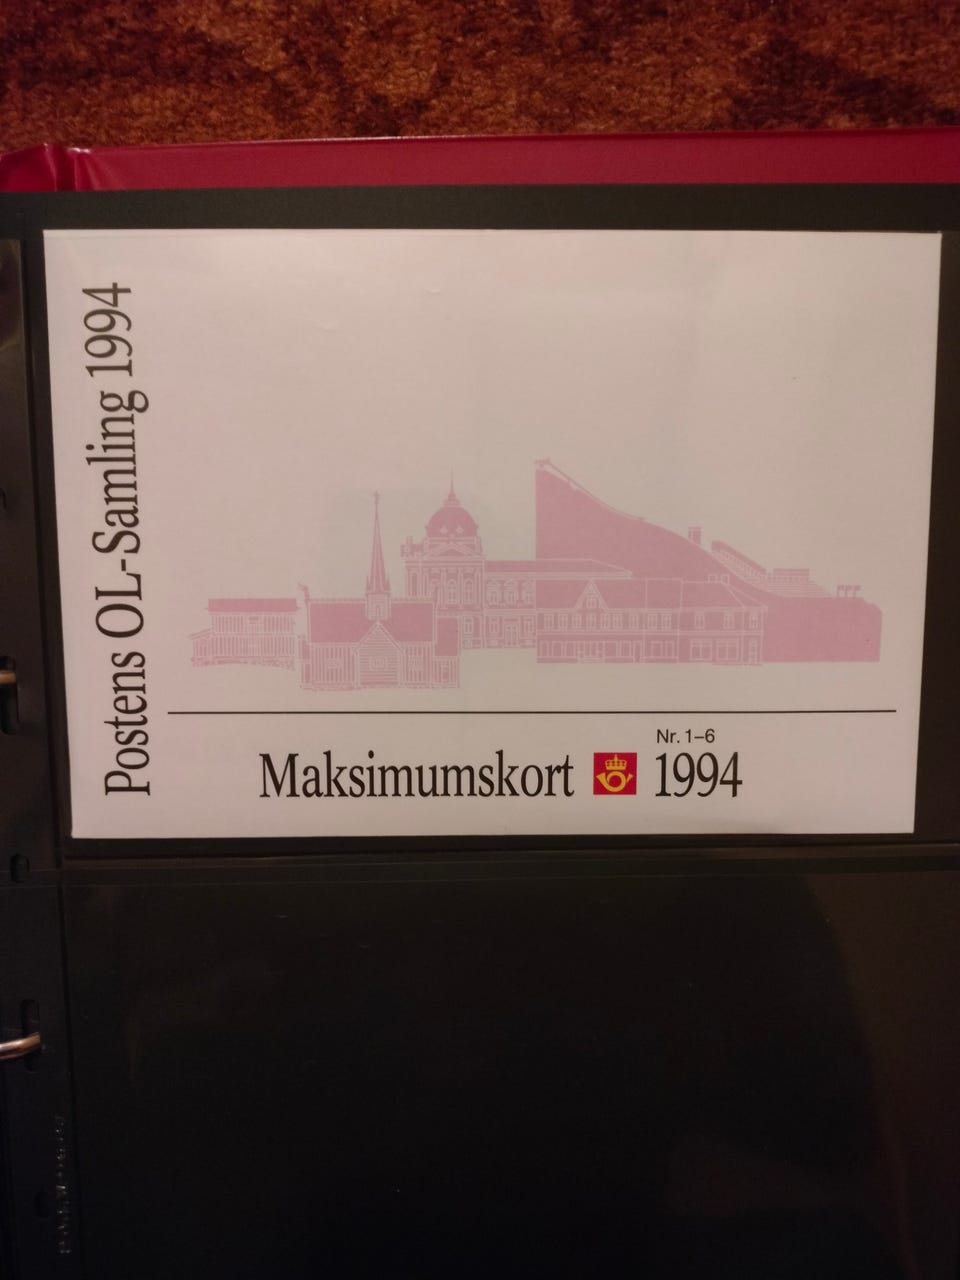 Postens OL-Samling 1994
Nr. 1–6
Maksimumskort 1994